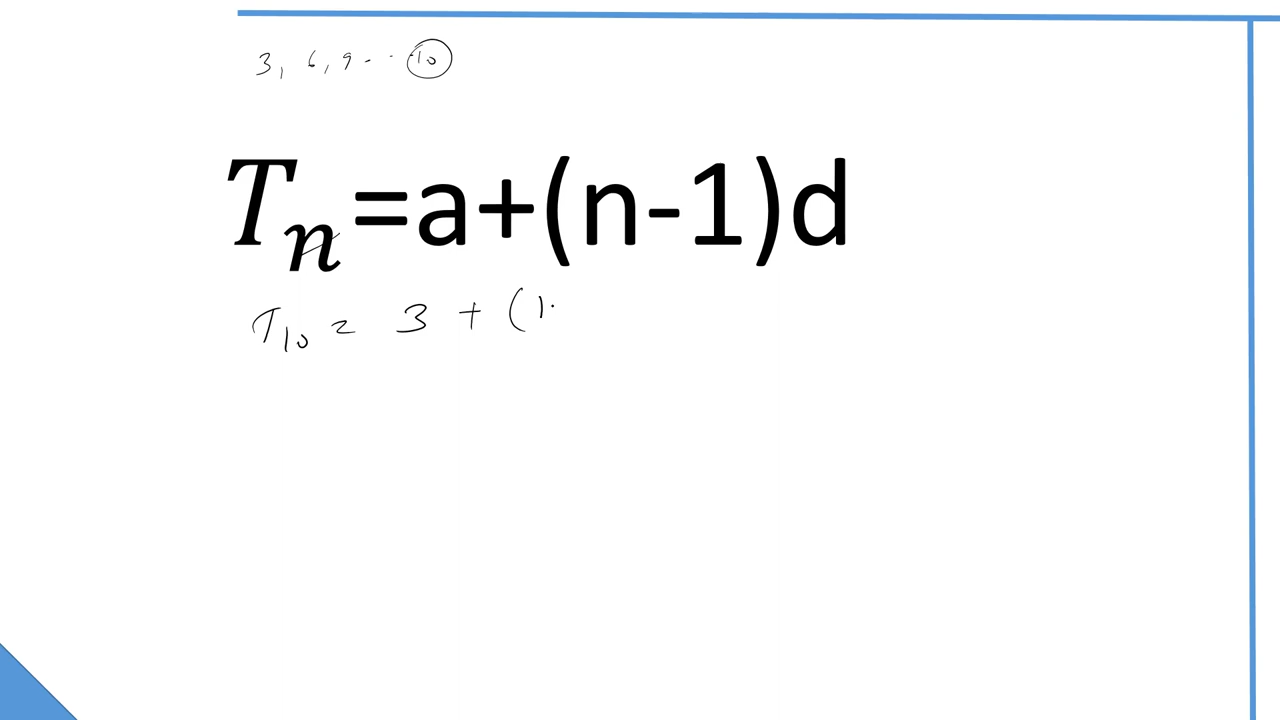 3, 6, 9 - - - 10
Tn=a+(n-1)d
T10 = 3 + (1